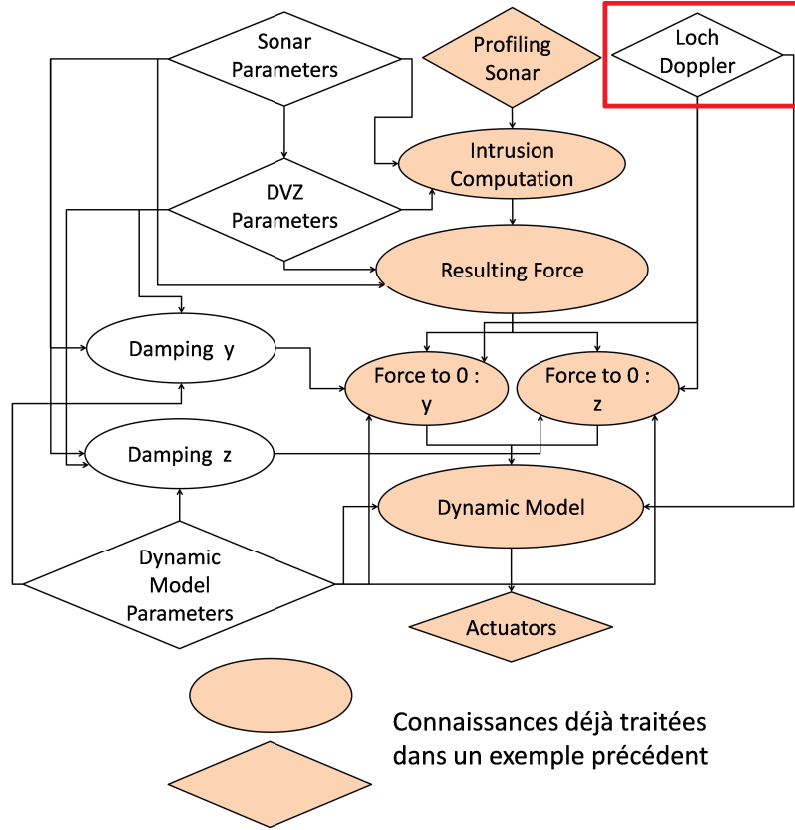 Sonar
Parameters
Profiling
Sonar
Loch
Doppler
Intrusion
Computation
DVZ
Parameters
Resulting Force
Damping y
Force to 0 :
y
Force to 0 :
z
Damping z
Dynamic Model
Dynamic
Model
Parameters
Actuators
Connaissances déjà traitées
dans un exemple précédent